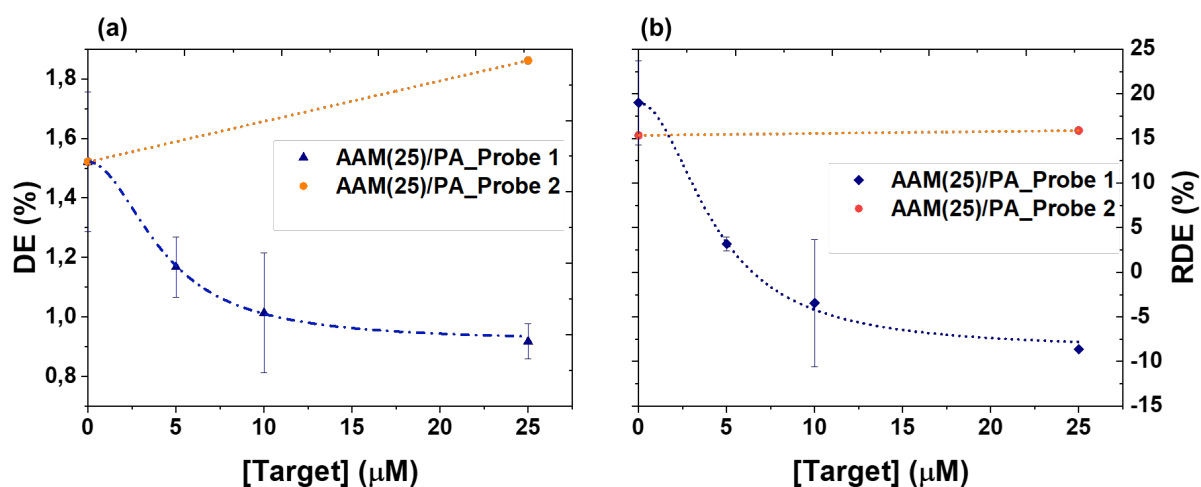 (a)
DE (%)
1,8
1,6
1,4
1,2
1,0
0,8
AAM(25)/PA_Probe 1
AAM(25)/PA_Probe 2
0 5 10 15 20 25
[Target] (μM)
(b)
AAM(25)/PA_Probe 1
AAM(25)/PA_Probe 2
25
20
15
10
5
0
-5
-10
-15
RDE (%)
0 5 10 15 20 25
[Target] (μM)